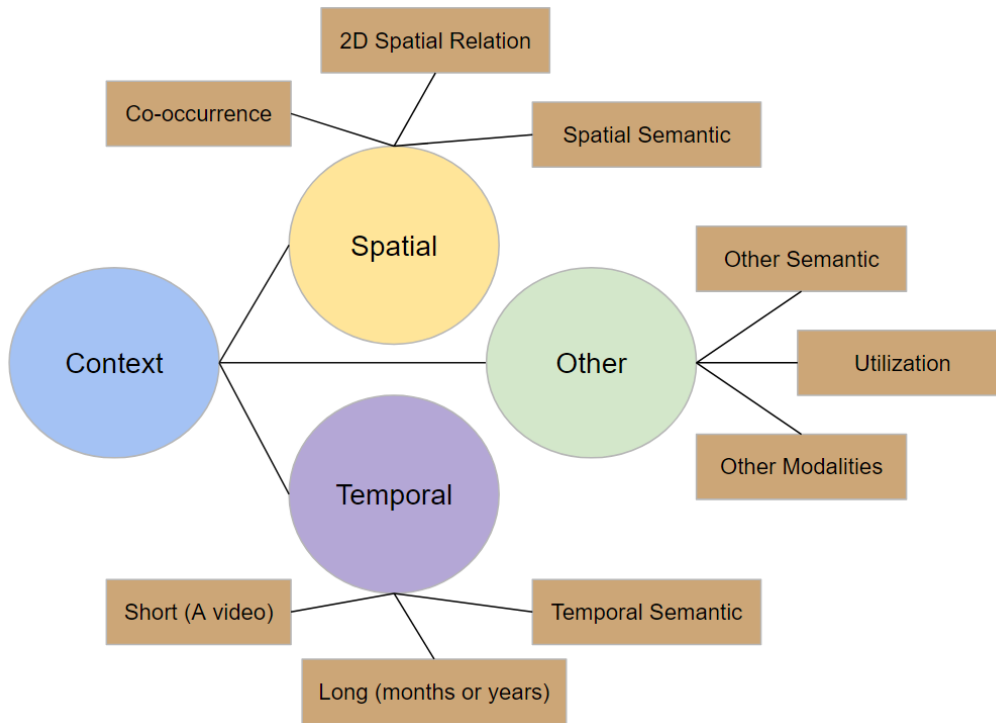 2D Spatial Relation
Co-occurrence
Spatial Semantic
Spatial
Other Semantic
Context
Other
Utilization
Other Modalities
Temporal
Short (A video)
Temporal Semantic
Long (months or years)